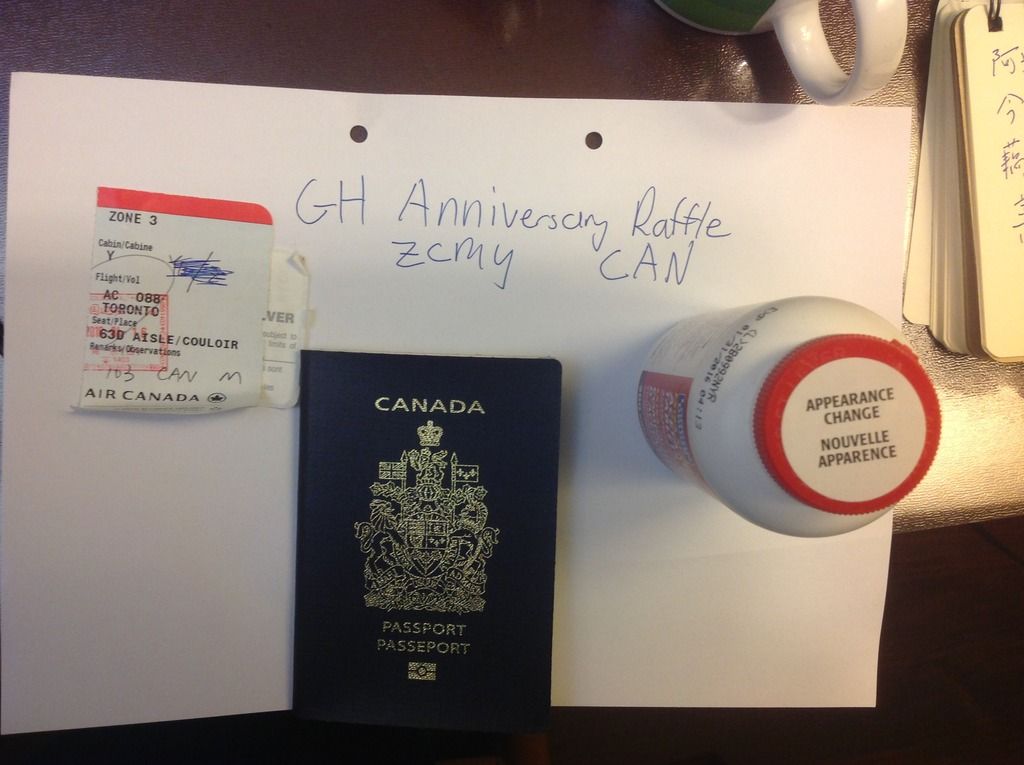 GH Anniversary Raffle
zcmy CAN
ZONE 3
Cabin/Cabine
Y
Flight/Vol
AC 088
TORONTO
Seat/Place
63D AISLE/COULOIR
Remarks/Observations
103 CAN M
AIR CANADA
VER
CANADA
PASSPORT
PASSEPORT
APPEARANCE
CHANGE
NOUVELLE
APPARENCE
今